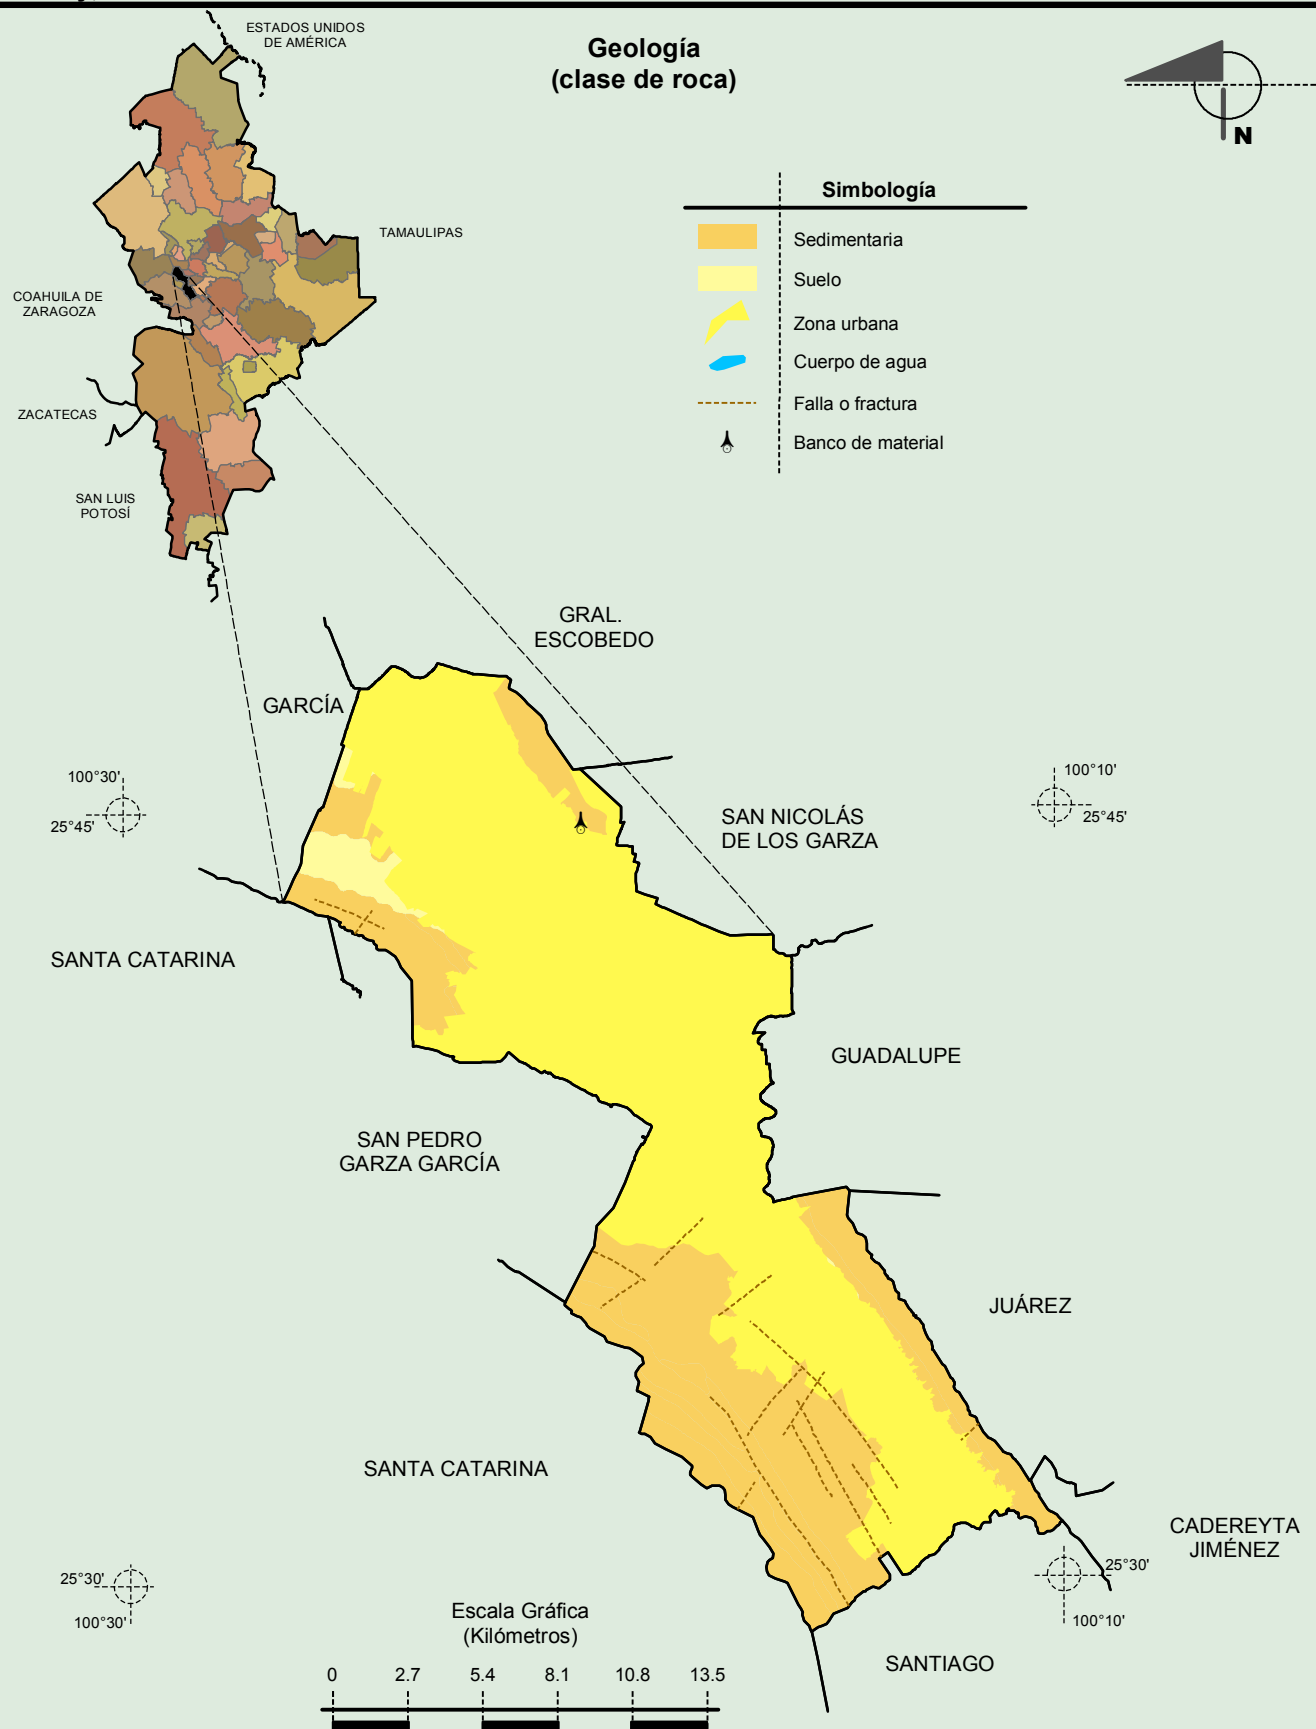 Geología
(clase de roca)
N
ESTADOS UNIDOS
DE AMÉRICA
TAMAULIPAS
COAHUILA DE
ZARAGOZA
ZACATECAS
SAN LUIS
POTOSÍ
Simbología
Sedimentaria
Suelo
Zona urbana
Cuerpo de agua
Falla o fractura
Banco de material
GRAL.
ESCOBEDO
GARCÍA
100°30'
25°45'
100°10'
25°45'
SAN NICOLÁS
DE LOS GARZA
SANTA CATARINA
GUADALUPE
SAN PEDRO
GARZA GARCÍA
JUÁREZ
SANTA CATARINA
CADEREYTA
JIMÉNEZ
25°30'
100°30'
25°30'
100°10'
SANTIAGO
Escala Gráfica
(Kilómetros)
0 2.7 5.4 8.1 10.8 13.5